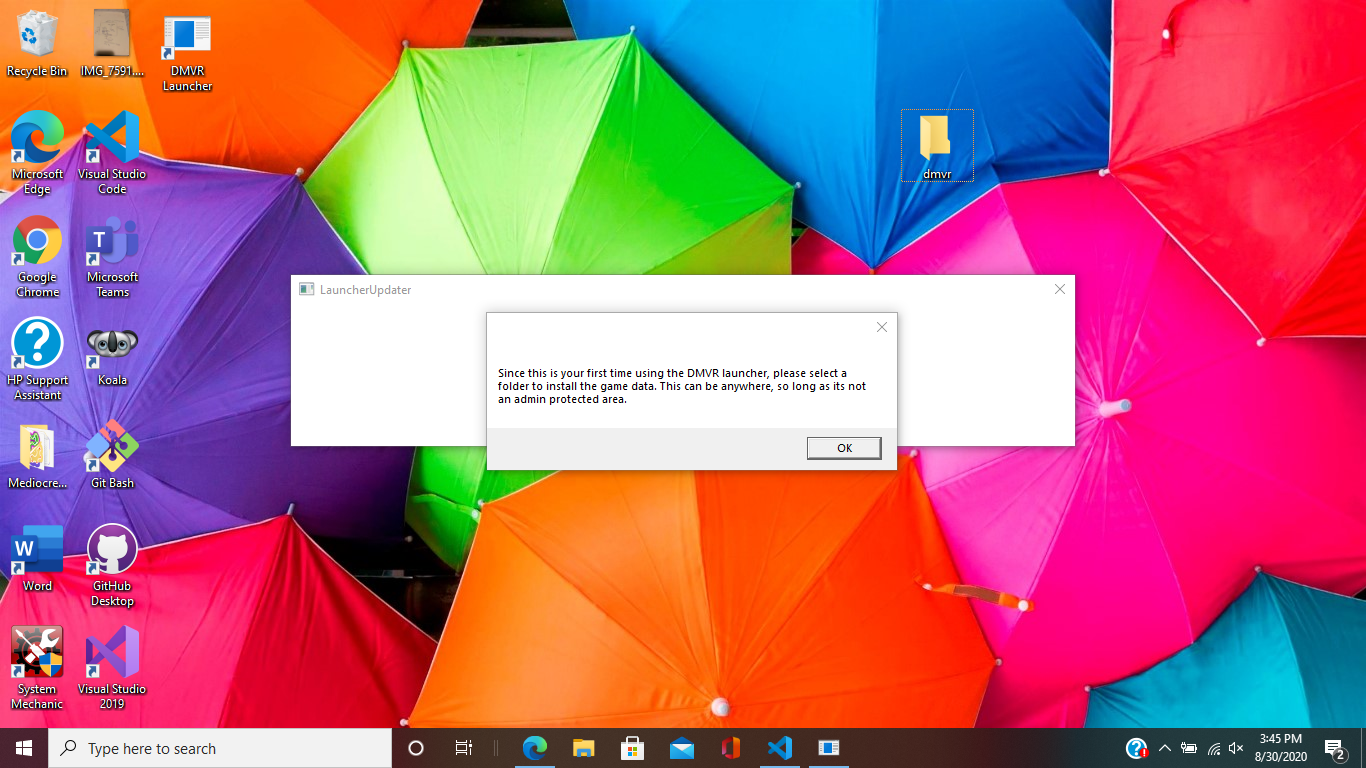 Recycle Bin
IMG_7591....
DMVR
Launcher
Microsoft
Edge
Visual Studio
Code
dmvr
Google
Chrome
Microsoft
Teams
LauncherUpdater
Since this is your first time using the DMVR launcher, please select a
folder to install the game data. This can be anywhere, so long as its not
an admin protected area.
OK
HP Support
Assistant
Koala
Mediocre...
Git Bash
Word
GitHub
Desktop
System
Mechanic
Visual Studio
2019
Type here to search
3:45 PM
8/30/2020
2